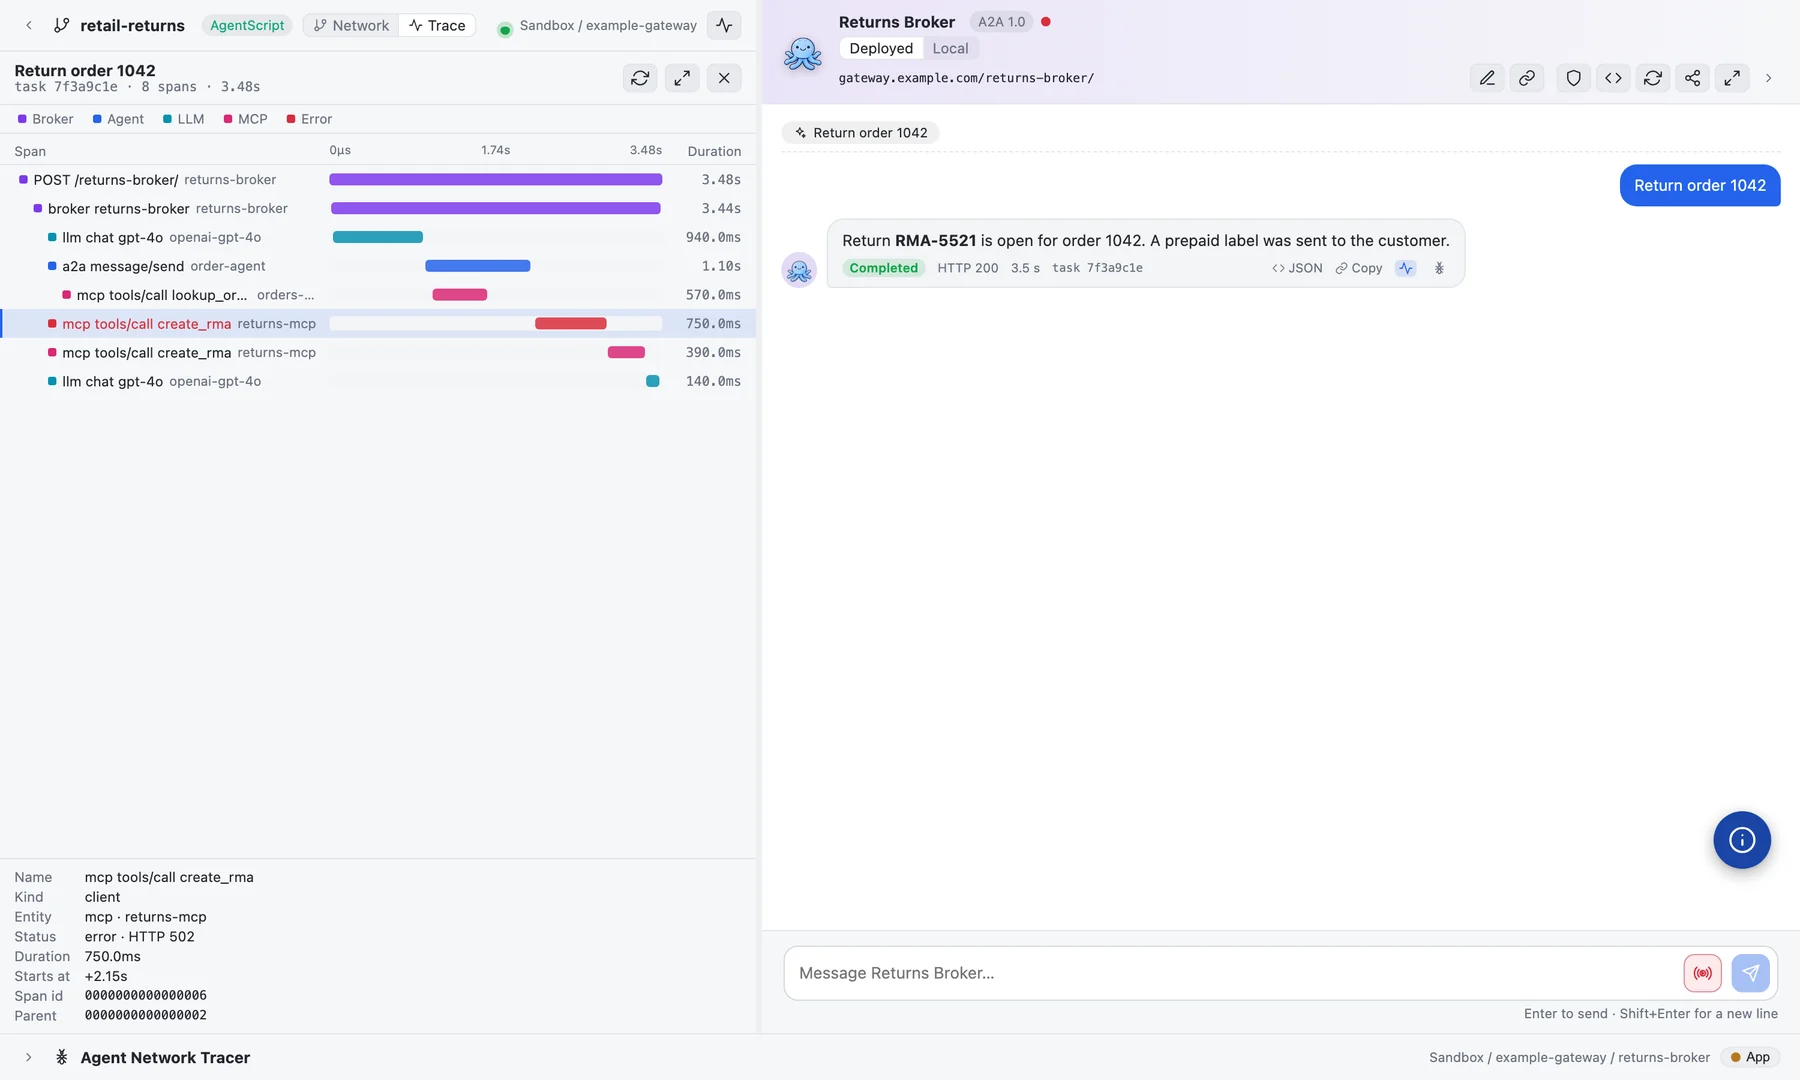 retail-returns AgentScript Network Trace Sandbox / example-gateway
Return order 1042
task 7f3a9c1e · 8 spans · 3.48s
Broker Agent LLM MCP Error
Span 0µs 1.74s 3.48s Duration
POST /returns-broker/ returns-broker 3.48s
broker returns-broker returns-broker 3.44s
llm chat gpt-4o openai-gpt-4o 940.0ms
a2a message/send order-agent 1.10s
mcp tools/call lookup_or... orders-... 570.0ms
mcp tools/call create_rma returns-mcp 750.0ms
mcp tools/call create_rma returns-mcp 390.0ms
llm chat gpt-4o openai-gpt-4o 140.0ms
Name mcp tools/call create_rma
Kind client
Entity mcp · returns-mcp
Status error · HTTP 502
Duration 750.0ms
Starts at +2.15s
Span id 0000000000000006
Parent 0000000000000002
Returns Broker A2A 1.0
Deployed Local
gateway.example.com/returns-broker/
Return order 1042
Return order 1042
Return RMA-5521 is open for order 1042. A prepaid label was sent to the customer.
Completed HTTP 200 3.5 s task 7f3a9c1e JSON Copy
Message Returns Broker...
Enter to send · Shift+Enter for a new line
Agent Network Tracer Sandbox / example-gateway / returns-broker App